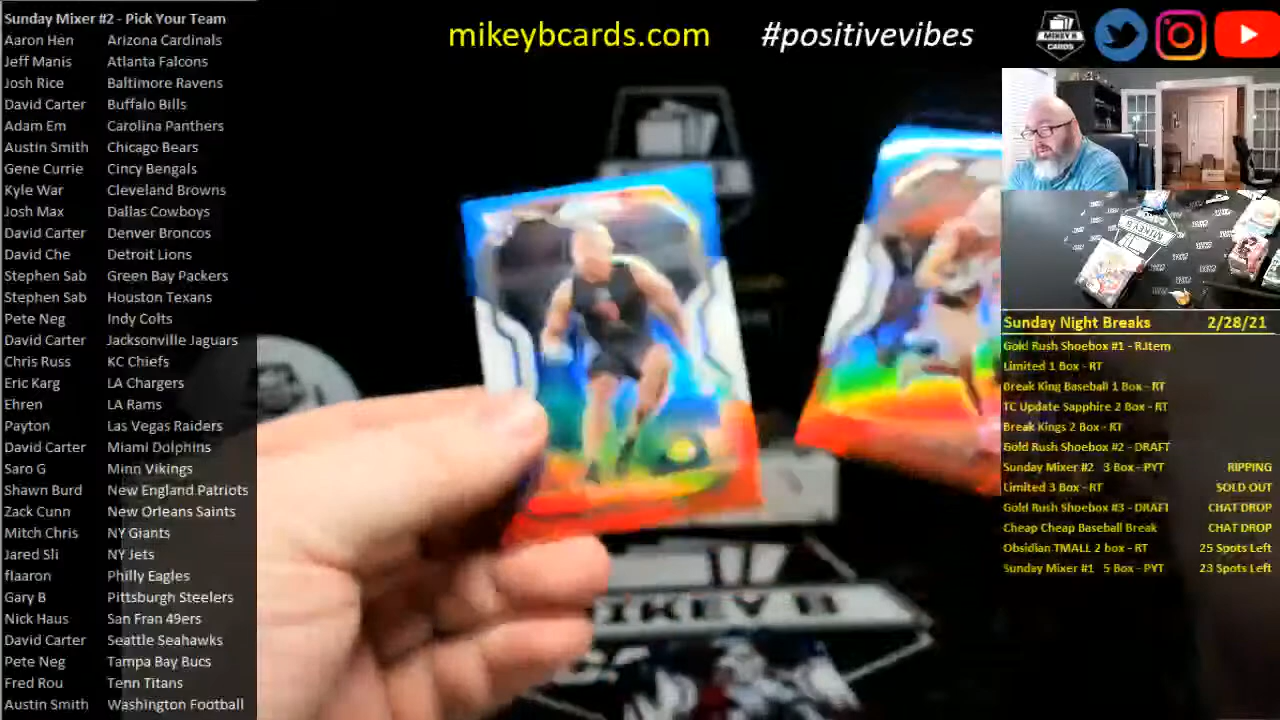 Sunday Mixer #2 - Pick Your Team
Aaron Hen Arizona Cardinals
Jeff Manis Atlanta Falcons
Josh Rice Baltimore Ravens
David Carter Buffalo Bills
Adam Em Carolina Panthers
Austin Smith Chicago Bears
Gene Currie Cincy Bengals
Kyle War Cleveland Browns
Josh Max Dallas Cowboys
David Carter Denver Broncos
David Che Detroit Lions
Stephen Sab Green Bay Packers
Stephen Sab Houston Texans
Pete Neg Indy Colts
David Carter Jacksonville Jaguars
Chris Russ KC Chiefs
Eric Karg LA Chargers
Ehren LA Rams
Payton Las Vegas Raiders
David Carter Miami Dolphins
Saro G Minn Vikings
Shawn Burd New England Patriots
Zack Cunn New Orleans Saints
Mitch Chris NY Giants
Jared Sli NY Jets
flaaron Philly Eagles
Gary B Pittsburgh Steelers
Nick Haus San Fran 49ers
David Carter Seattle Seahawks
Pete Neg Tampa Bay Bucs
Fred Rou Tenn Titans
Austin Smith Washington Football
mikeybcards.com #positivevibes
MIKEY B
CARDS
Sunday Night Breaks 2/28/21
Gold Rush Shoebox #1 - R.Item
Limited 1 Box - RT
Break King Baseball 1 Box - RT
TC Update Sapphire 2 Box - RT
Break Kings 2 Box - RT
Gold Rush Shoebox #2 - DRAFT
Sunday Mixer #2 3 Box - PYT RIPPING
Limited 3 Box - RT SOLD OUT
Gold Rush Shoebox #3 - DRAFT CHAT DROP
Cheap Cheap Baseball Break CHAT DROP
Obsidian TMALL 2 box - RT 25 Spots Left
Sunday Mixer #1 5 Box - PYT 23 Spots Left
MIKEY B